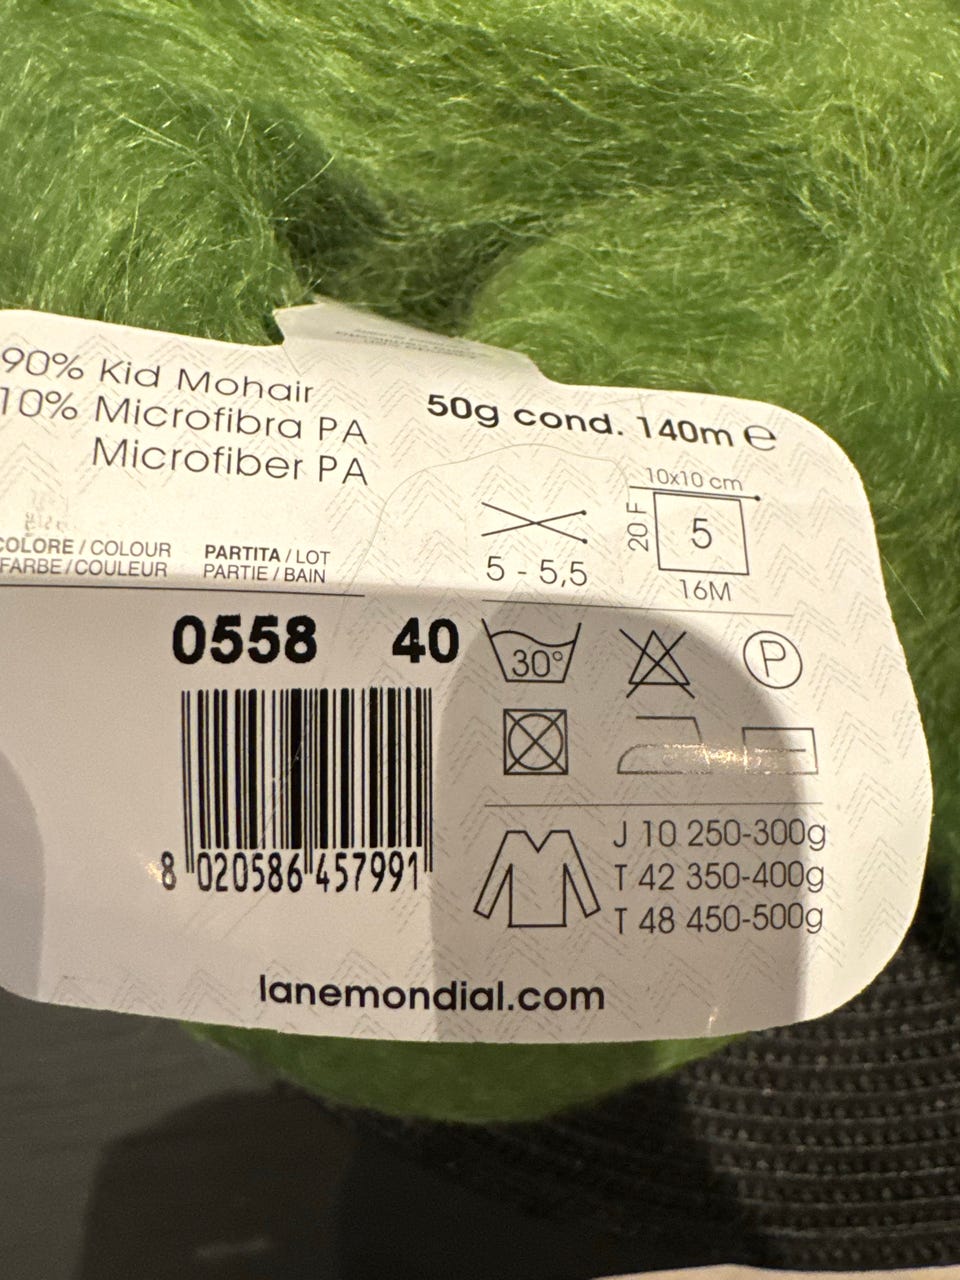 90% Kid Mohair
10% Microfibra PA
Microfiber PA
50g cond. 140m e
10x10 cm
20 F
5
5 - 5,5
16M
COLORE / COLOUR
FARBE / COULEUR
PARTITA / LOT
PARTIE / BAIN
0558 40
30°
P
8 020586 457991
J 10 250-300g
T 42 350-400g
T 48 450-500g
lanemondial.com